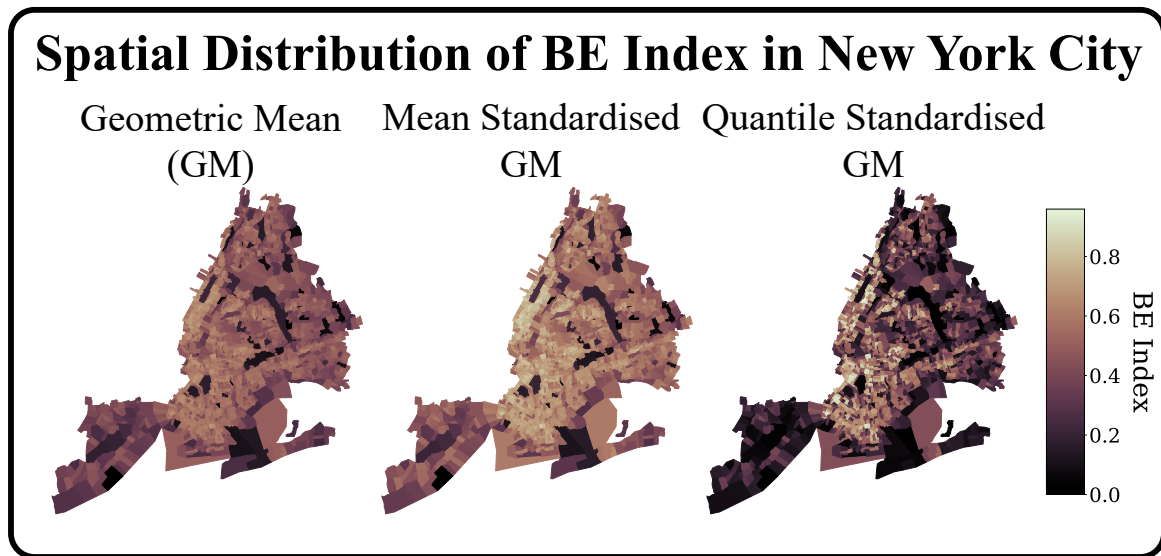 Spatial Distribution of BE Index in New York City
Geometric Mean
(GM)
Mean Standardised
GM
Quantile Standardised
GM
0.8
0.6
0.4
0.2
0.0
BE Index